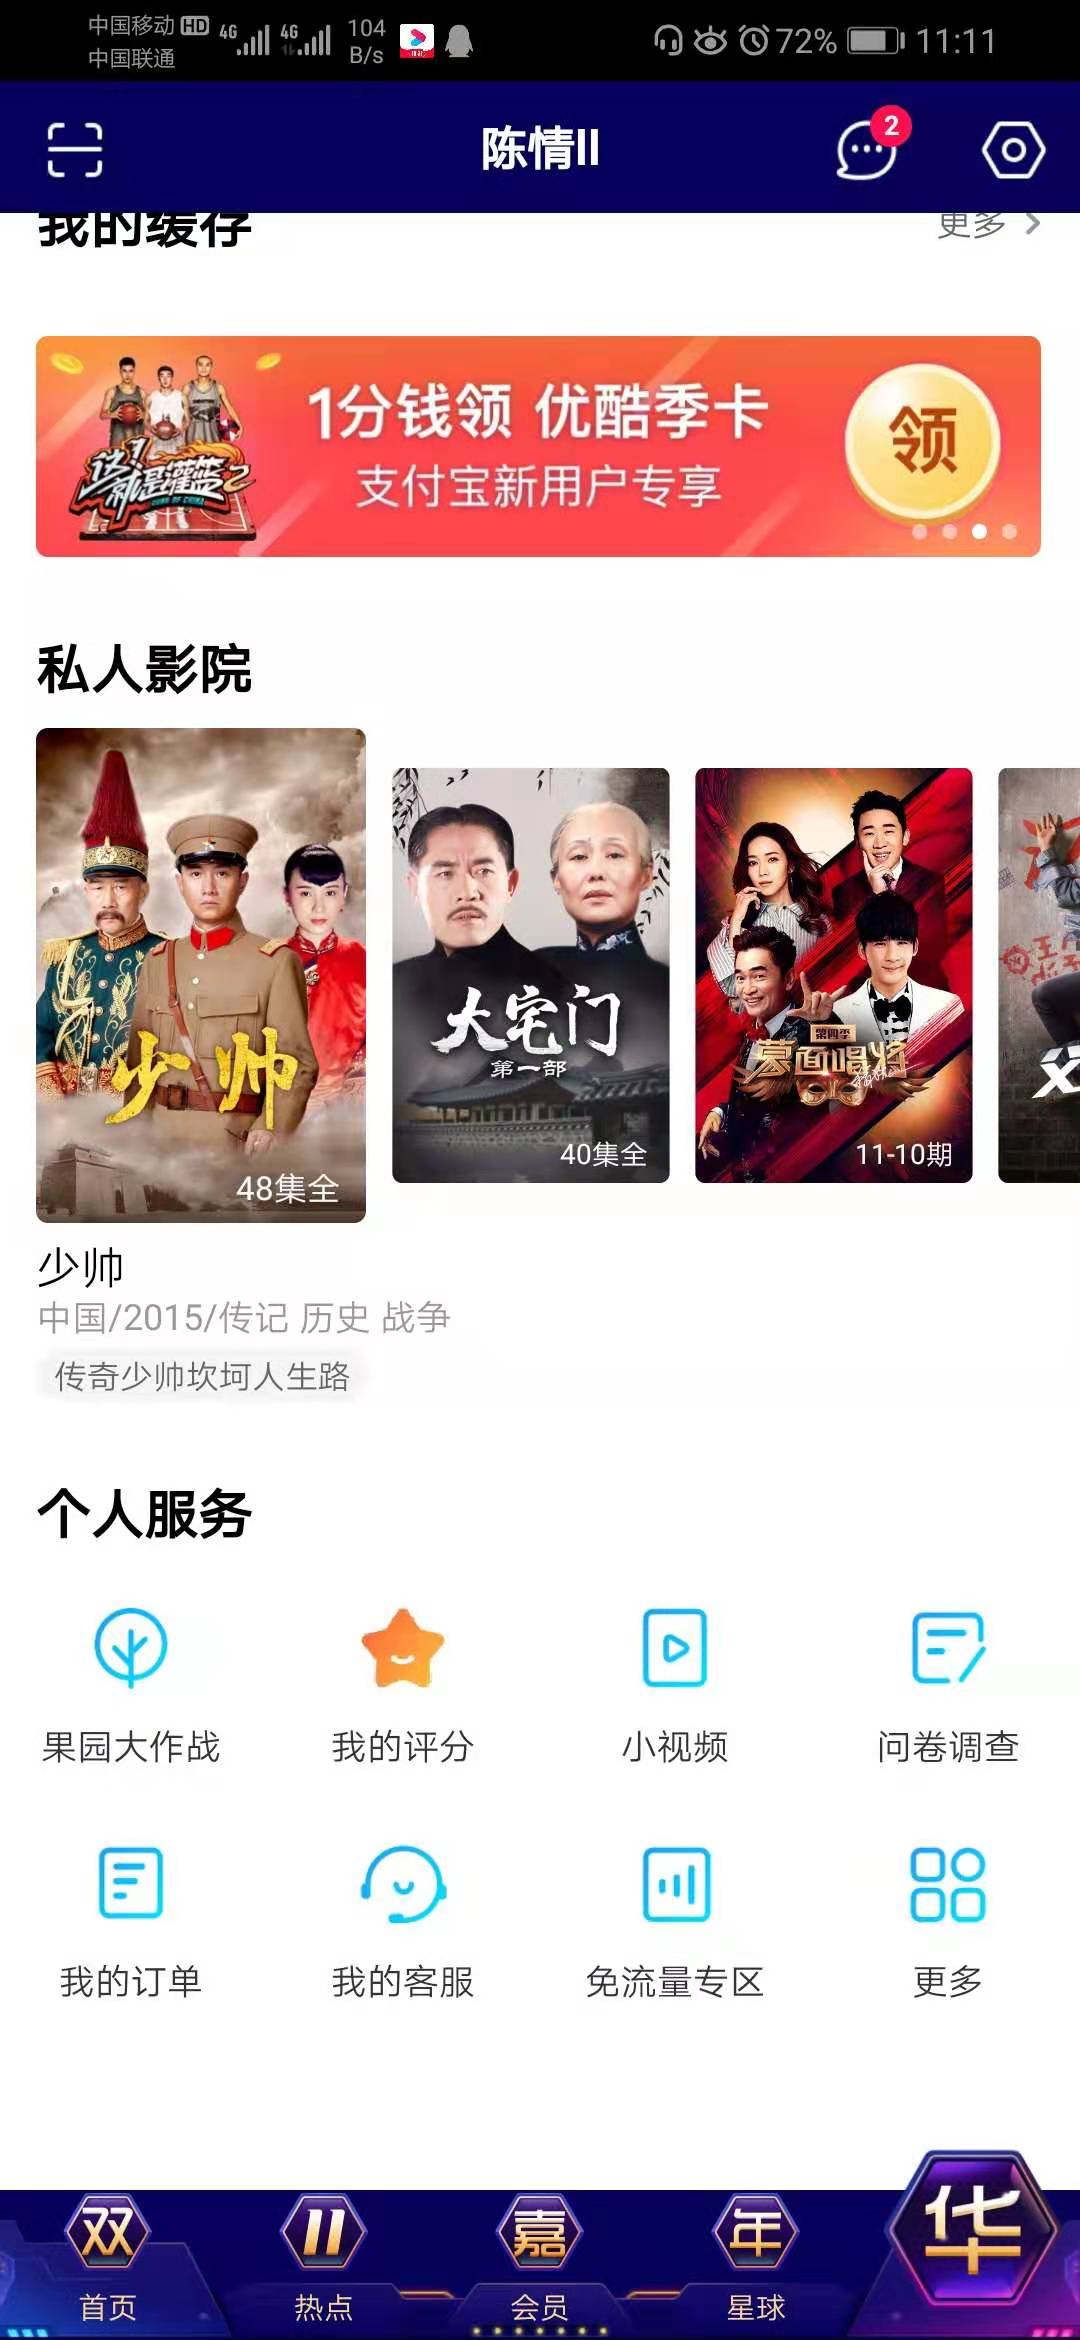 中国移动 HD 4G 4G 104 B/s 72% 11:11
中国联通
陈情II
2
我的缓存 更多
1分钱领 优酷季卡
支付宝新用户专享
领
这!就是灌篮2
私人影院
少帅
48集全
大宅门
第一部
40集全
第四季
蒙面唱将
11-10期
少帅
中国/2015/传记 历史 战争
传奇少帅坎坷人生路
个人服务
果园大作战 我的评分 小视频 问卷调查
我的订单 我的客服 免流量专区 更多
双 11 嘉 年 华
首页 热点 会员 星球